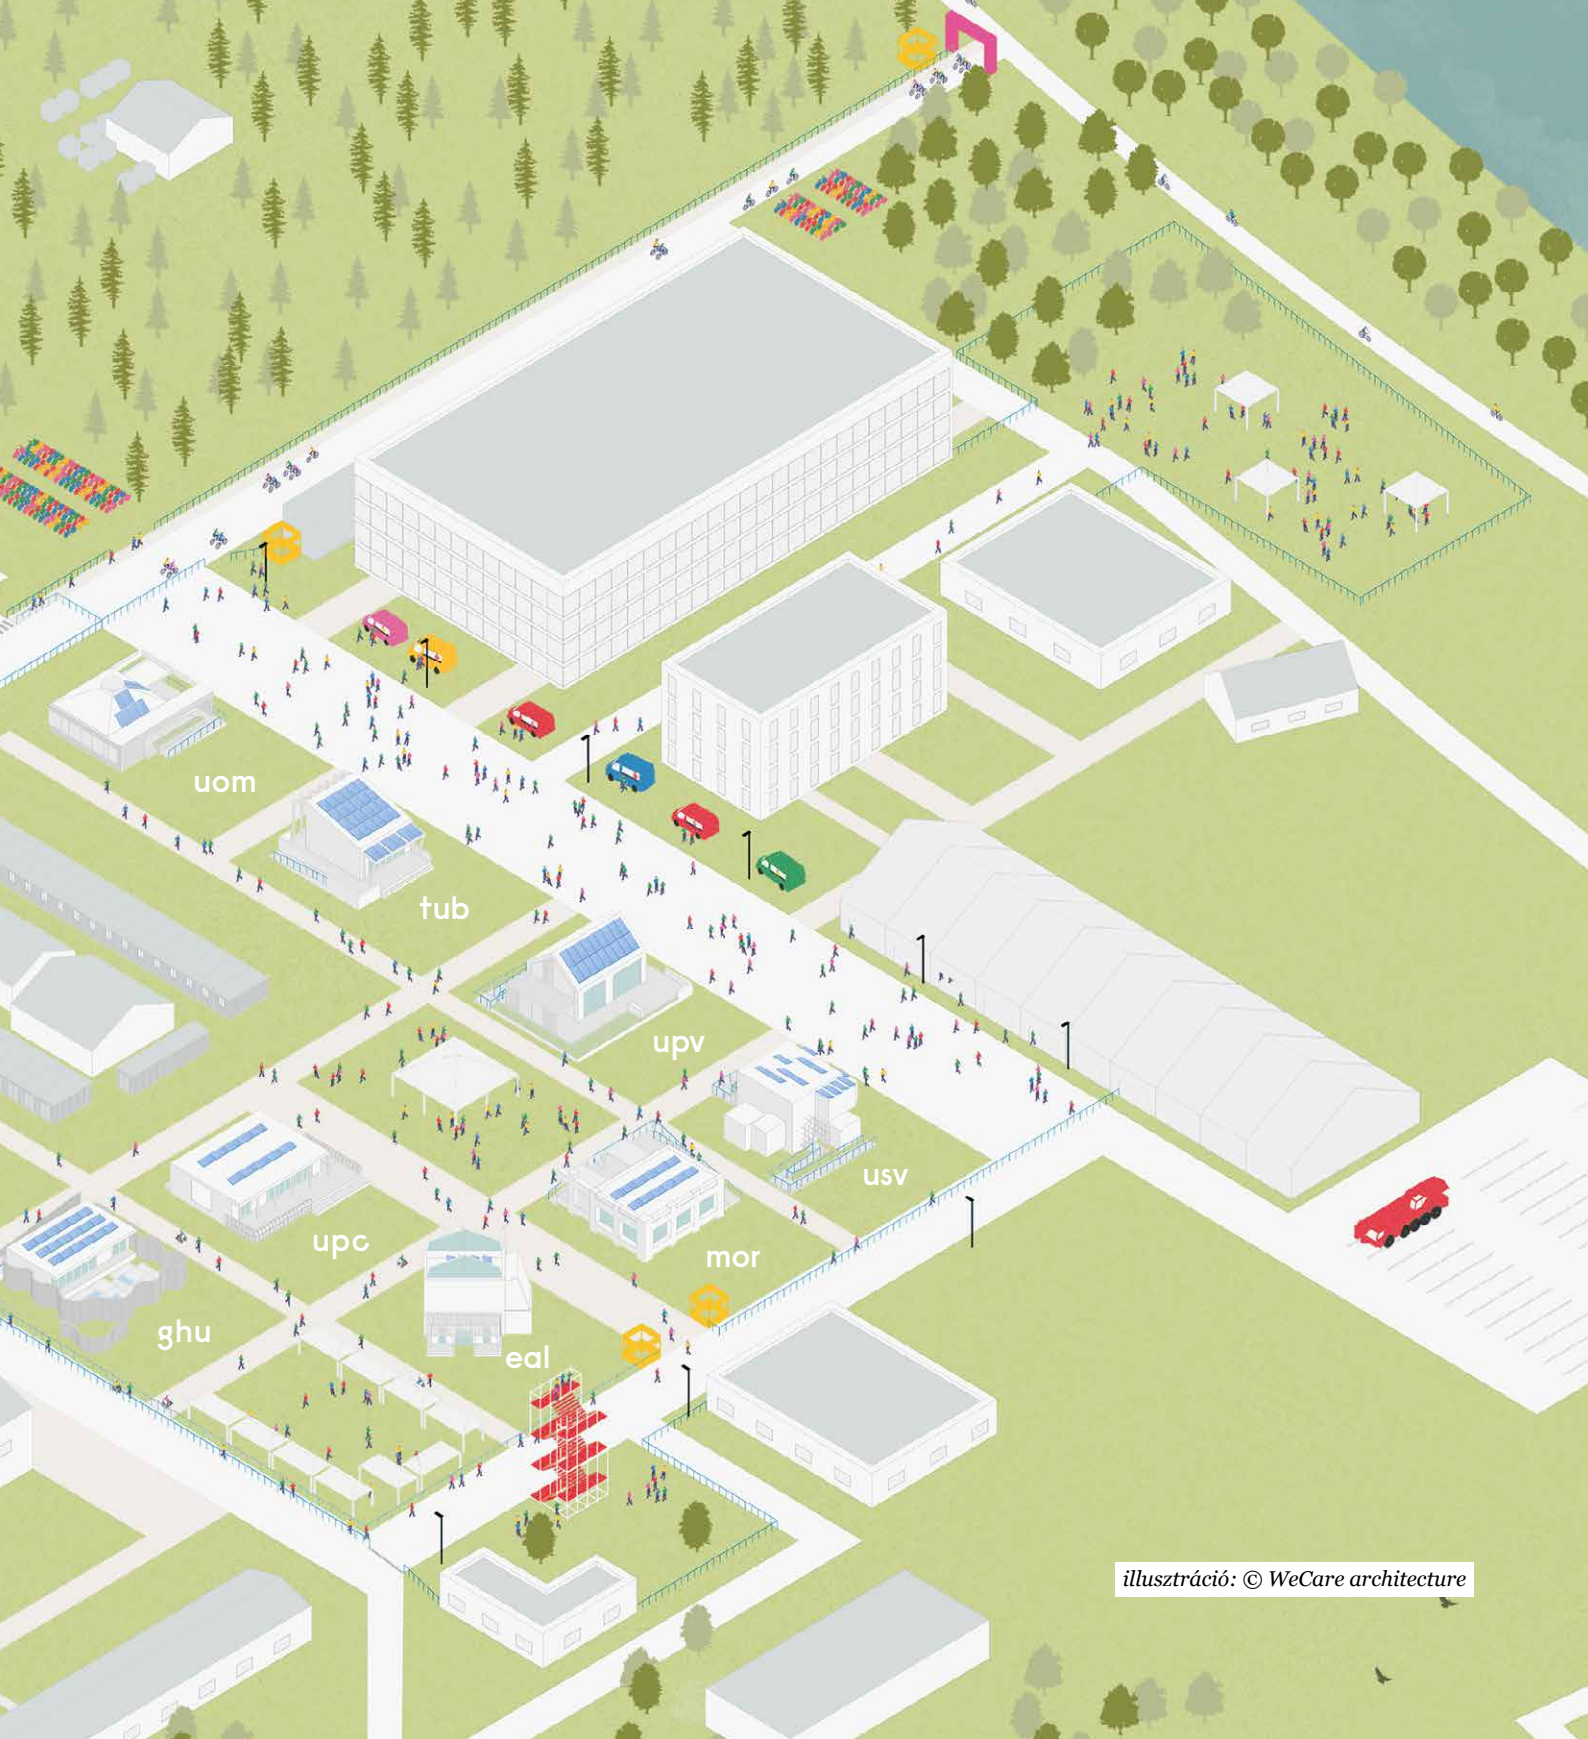 uom
tub
upv
usv
upc
mor
ghu
eal
illusztráció: © WeCare architecture